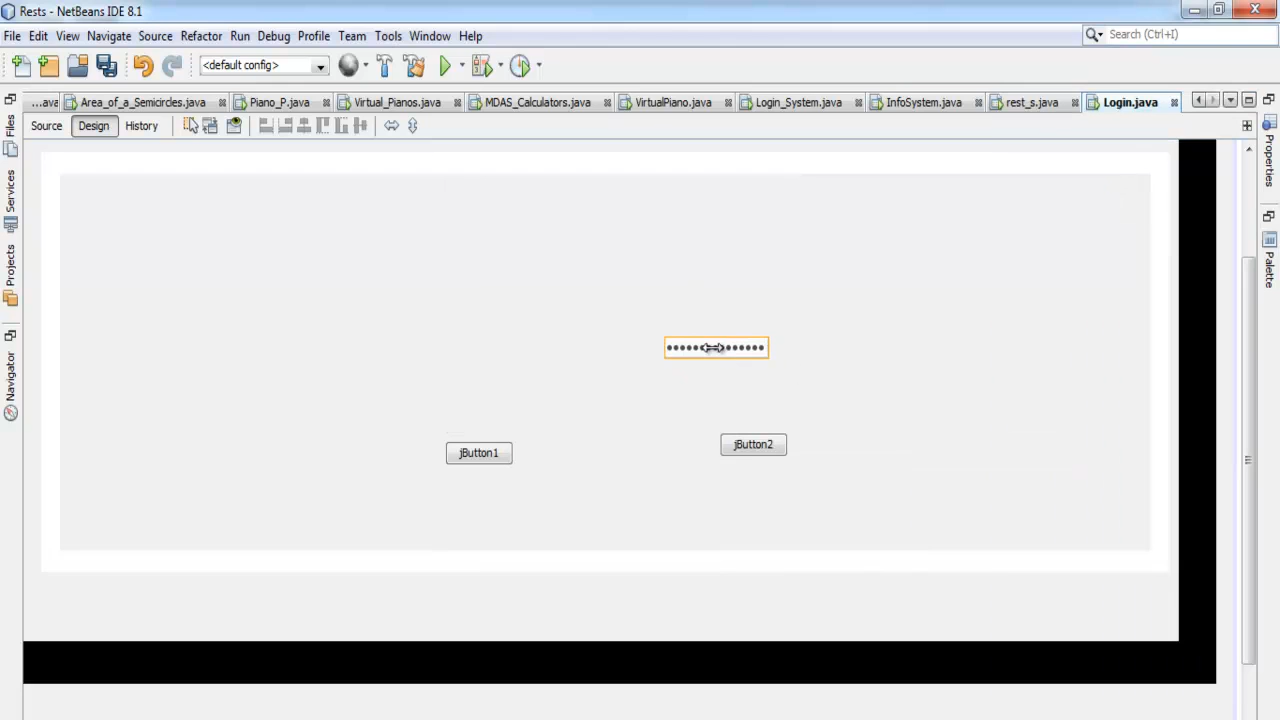 Rests - NetBeans IDE 8.1
File Edit View Navigate Source Refactor Run Debug Profile Team Tools Window Help
Search (Ctrl+I)
<default config>
...ava Area_of_a_Semicircles.java Piano_P.java Virtual_Pianos.java MDAS_Calculators.java VirtualPiano.java Login_System.java InfoSystem.java rest_s.java Login.java
Source Design History
Files
Services
Projects
Navigator
Properties
Palette
jButton1
jButton2